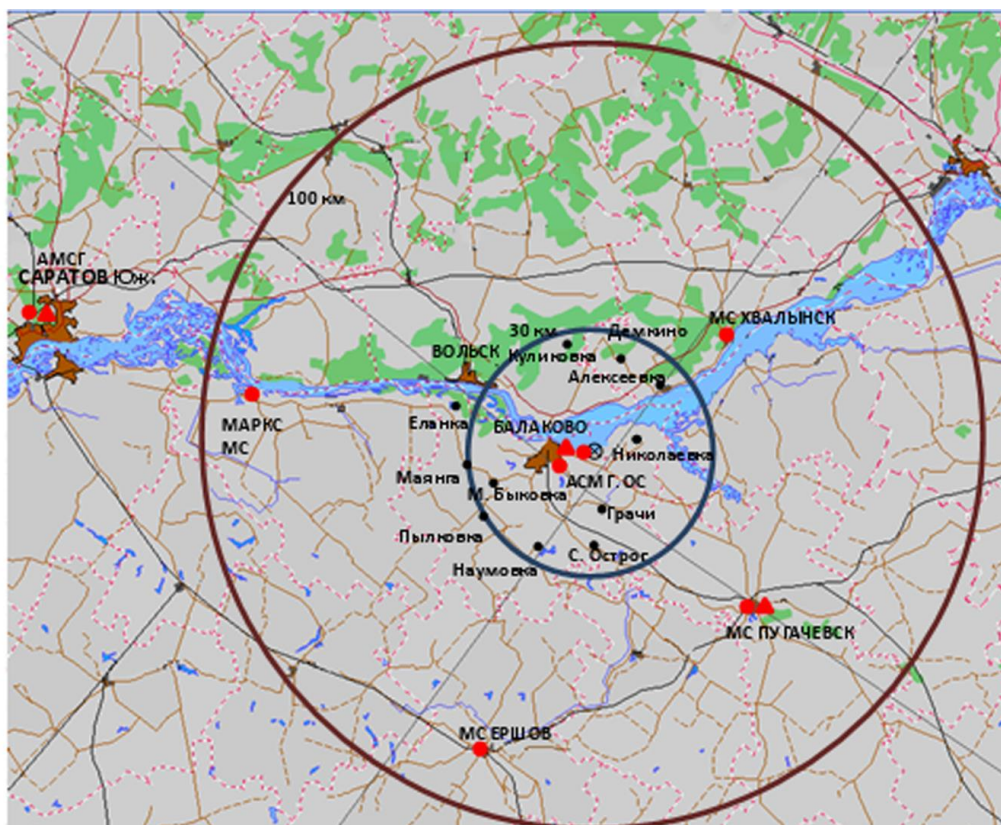 100 км
АМСГ
САРАТОВ Юж.
30 км
Демкино
МС ХВАЛЫНСК
Куликовка
ВОЛЬСК
Алексеевка
Еланка
БАЛАКОВО
МАРКС
МС
Николаевка
Маянга
М. Быковка
АСМ Г. ОС
Грачи
Пылковка
С. Острог
Наумовка
МС ПУГАЧЕВСК
МС ЕРШОВ